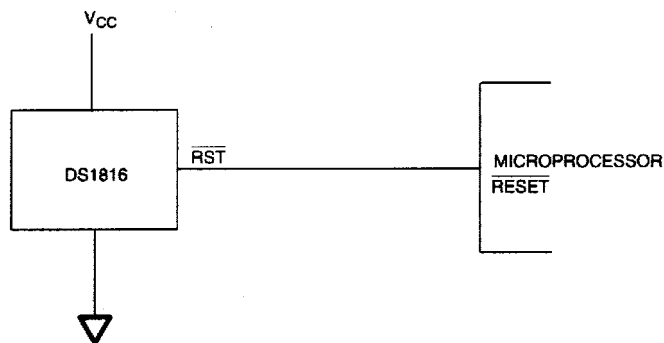 VCC
RST
DS1816
MICROPROCESSOR
RESET